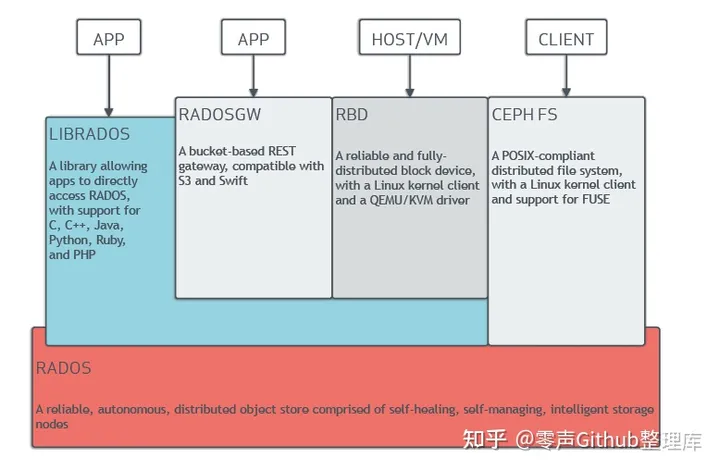 APP
APP
HOST/VM
CLIENT
LIBRADOS
A library allowing
apps to directly
access RADOS,
with support for
C, C++, Java,
Python, Ruby,
and PHP
RADOSGW
A bucket-based REST
gateway, compatible with
S3 and Swift
RBD
A reliable and fully-
distributed block device,
with a Linux kernel client
and a QEMU/KVM driver
CEPH FS
A POSIX-compliant
distributed file system,
with a Linux kernel client
and support for FUSE
RADOS
A reliable, autonomous, distributed object store comprised of self-healing, self-managing, intelligent storage
nodes
知乎 @零声Github整理库